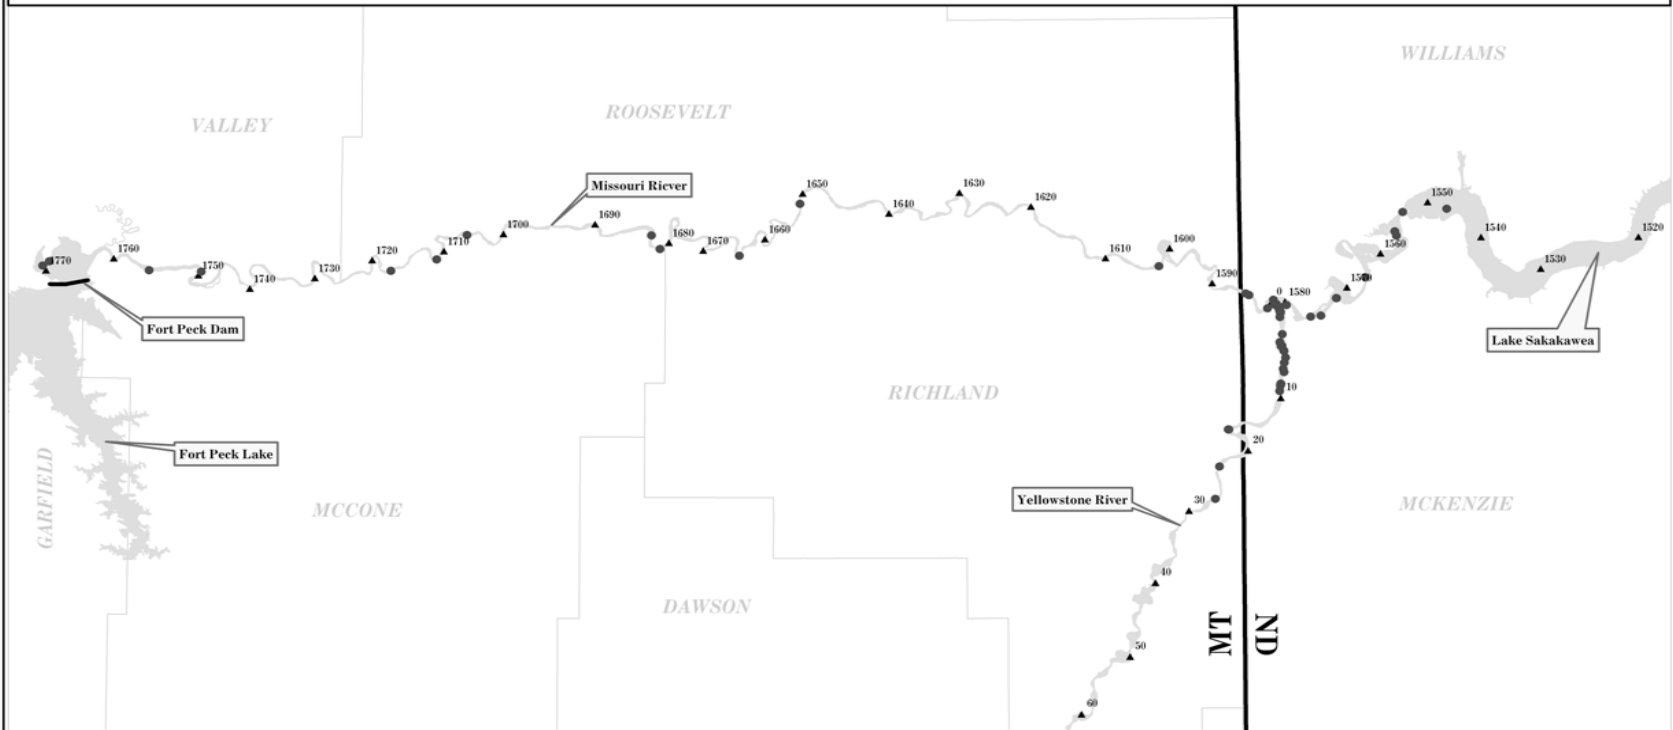 WILLIAMS
ROOSEVELT
VALLEY
Missouri Riever
1650
1630
1640
1620
1550
1690
1700
1680
1660
1670
1710
1720
1760
1770
1750
1740
1730
1610
1600
1590
0
1580
1570
1560
1540
1530
1520
Fort Peck Dam
Lake Sakakawea
10
RICHLAND
20
Fort Peck Lake
GARFIELD
MCCONE
Yellowstone River
30
MCKENZIE
40
DAWSON
MT
ND
50
60